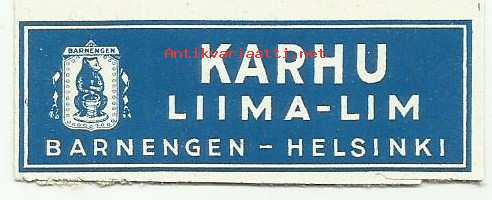 Antikvariaatti.net
BARNENGEN
KARHU
LIIMA-LIM
BARNENGEN – HELSINKI